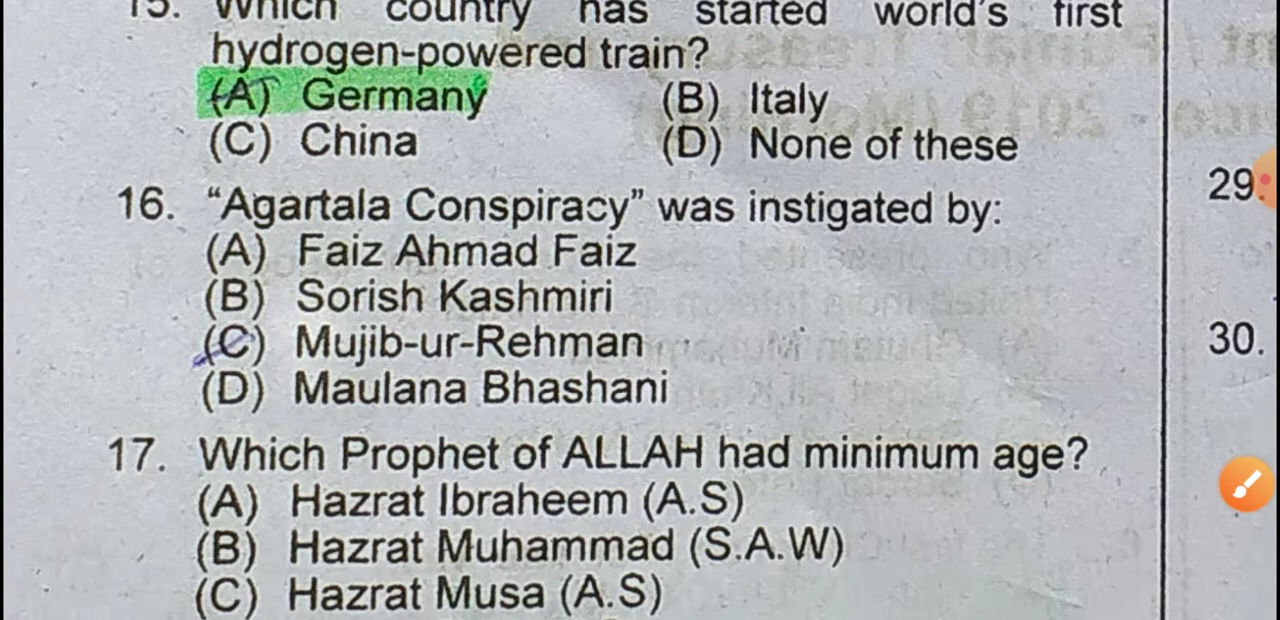 15. Which country has started world's first
hydrogen-powered train?
(A) Germany (B) Italy
(C) China (D) None of these
16. "Agartala Conspiracy" was instigated by:
(A) Faiz Ahmad Faiz
(B) Sorish Kashmiri
(C) Mujib-ur-Rehman
(D) Maulana Bhashani
17. Which Prophet of ALLAH had minimum age?
(A) Hazrat Ibraheem (A.S)
(B) Hazrat Muhammad (S.A.W)
(C) Hazrat Musa (A.S)
29.
30.